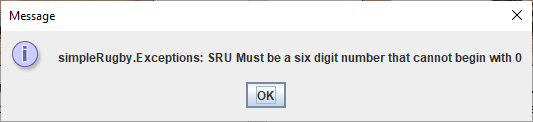 Message
simpleRugby.Exceptions: SRU Must be a six digit number that cannot begin with 0
OK